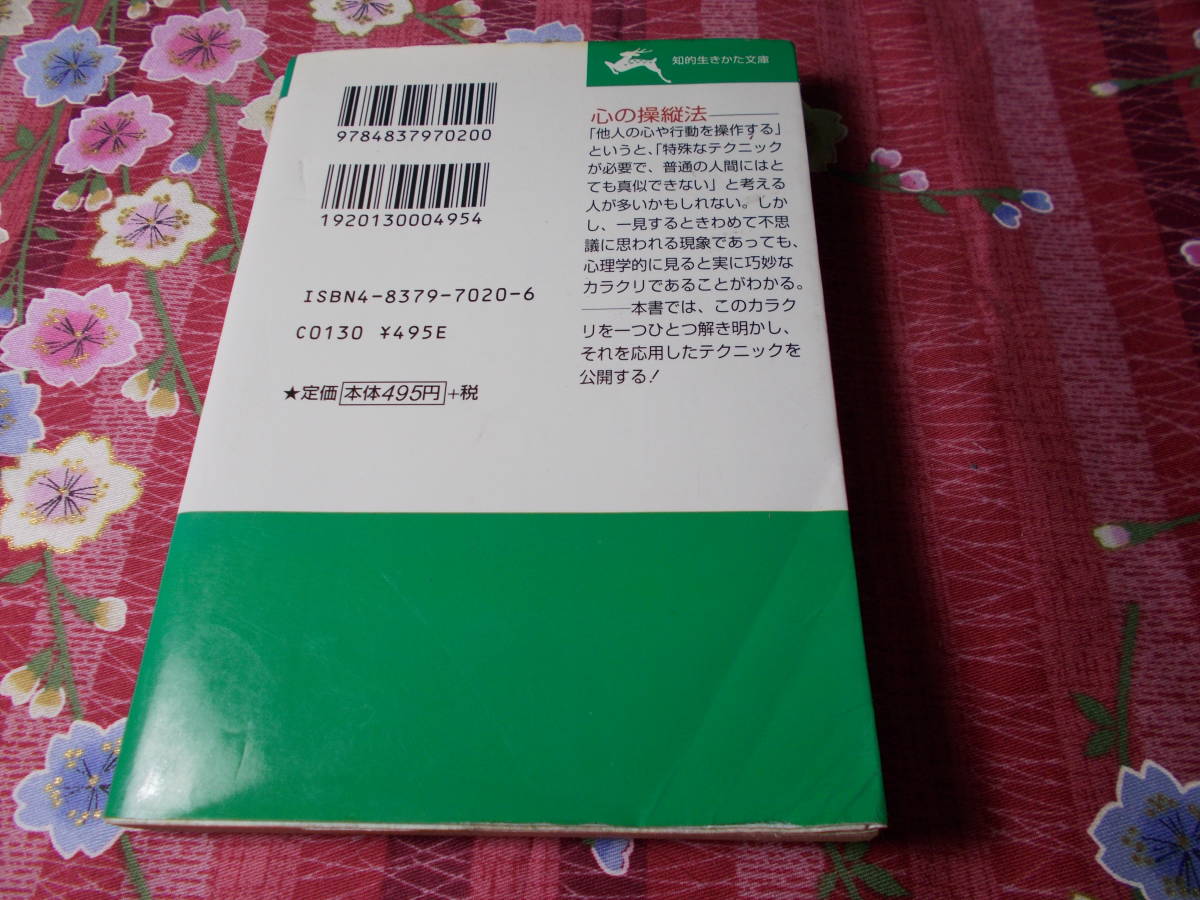 9784837970200
1920130004954
ISBN4-8379-7020-6
C0130 ¥495E
★定価本体495円+税
知的生きかた文庫
心の操縦法――
「他人の心や行動を操作する」
というと、「特殊なテクニック
が必要で、普通の人間にはと
ても真似できない」と考える
人が多いかもしれない。しか
し、一見するときわめて不思
議に思われる現象であっても、
心理学的に見ると実に巧妙な
カラクリであることがわかる。
――本書では、このカラク
リを一つひとつ解き明かし、
それを応用したテクニックを
公開する!